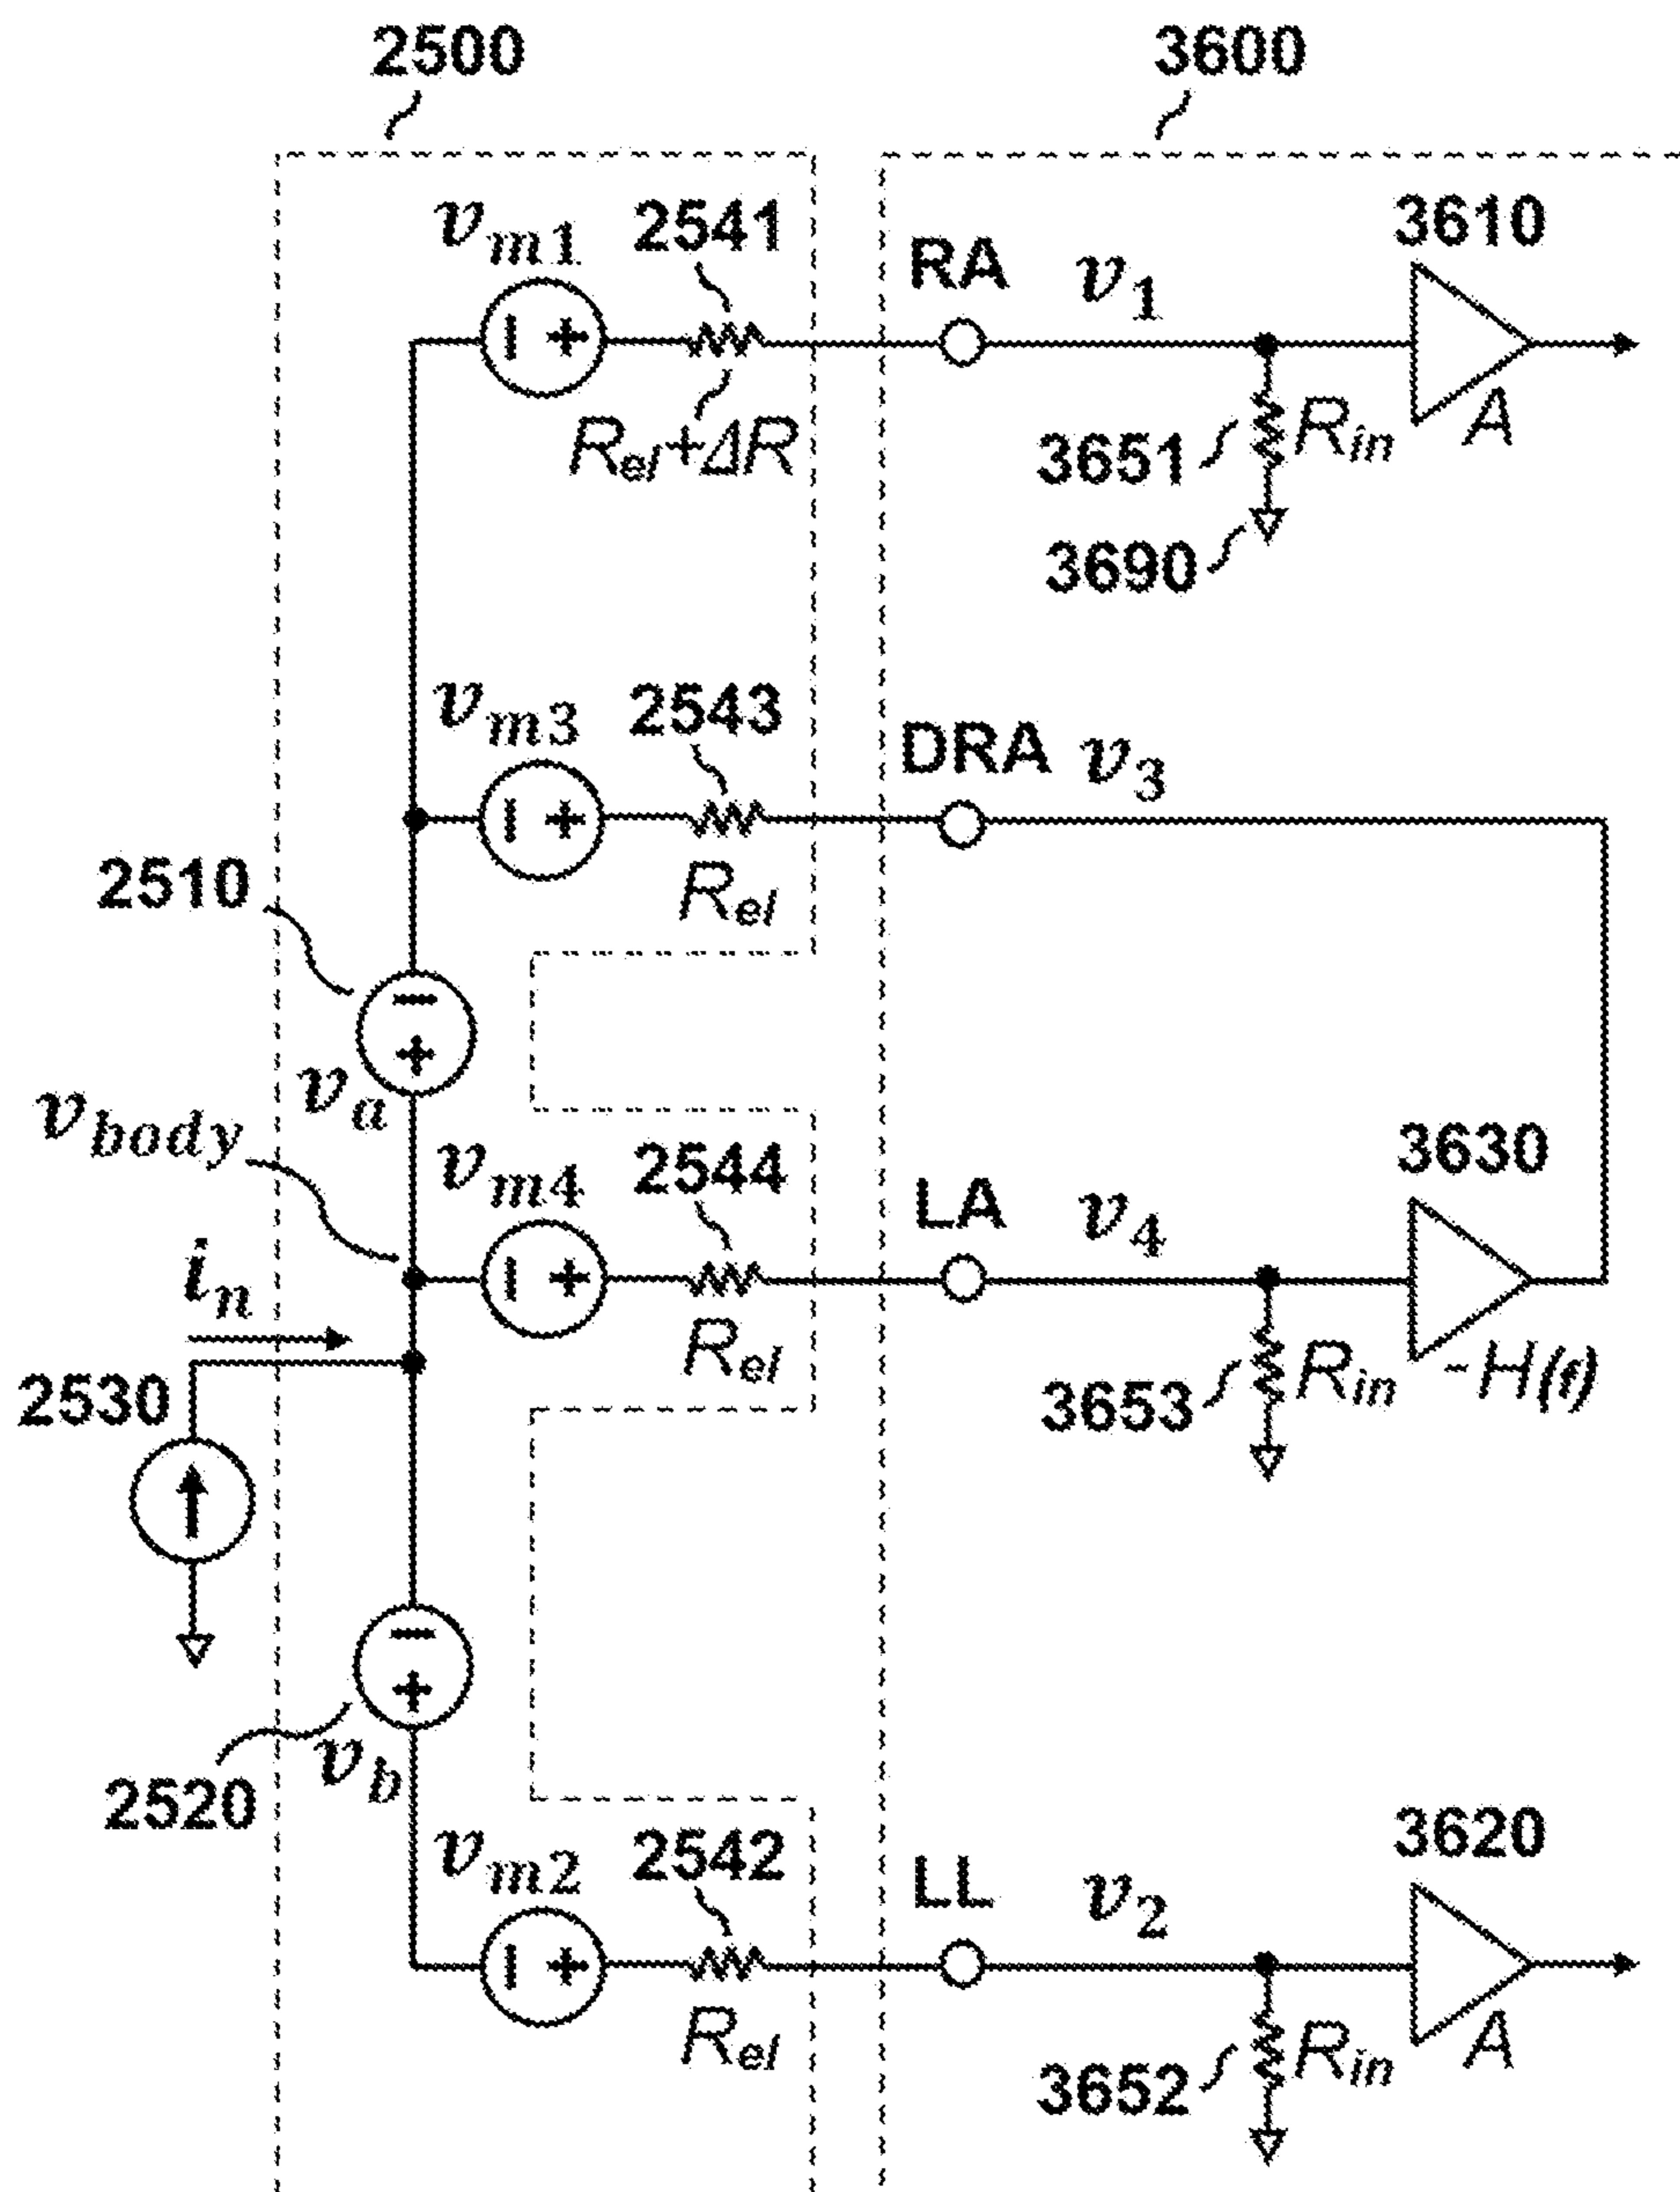 2500
3600
v_m1
2541
RA
v_1
3610
R_el+ΔR
3651
R_in
A
3690
v_m3
2543
DRA
v_3
2510
R_el
v_a
v_body
v_m4
2544
LA
v_4
3630
i_n
R_el
2530
3653
R_in
-H(f)
2520
v_b
v_m2
2542
LL
v_2
3620
R_el
3652
R_in
A